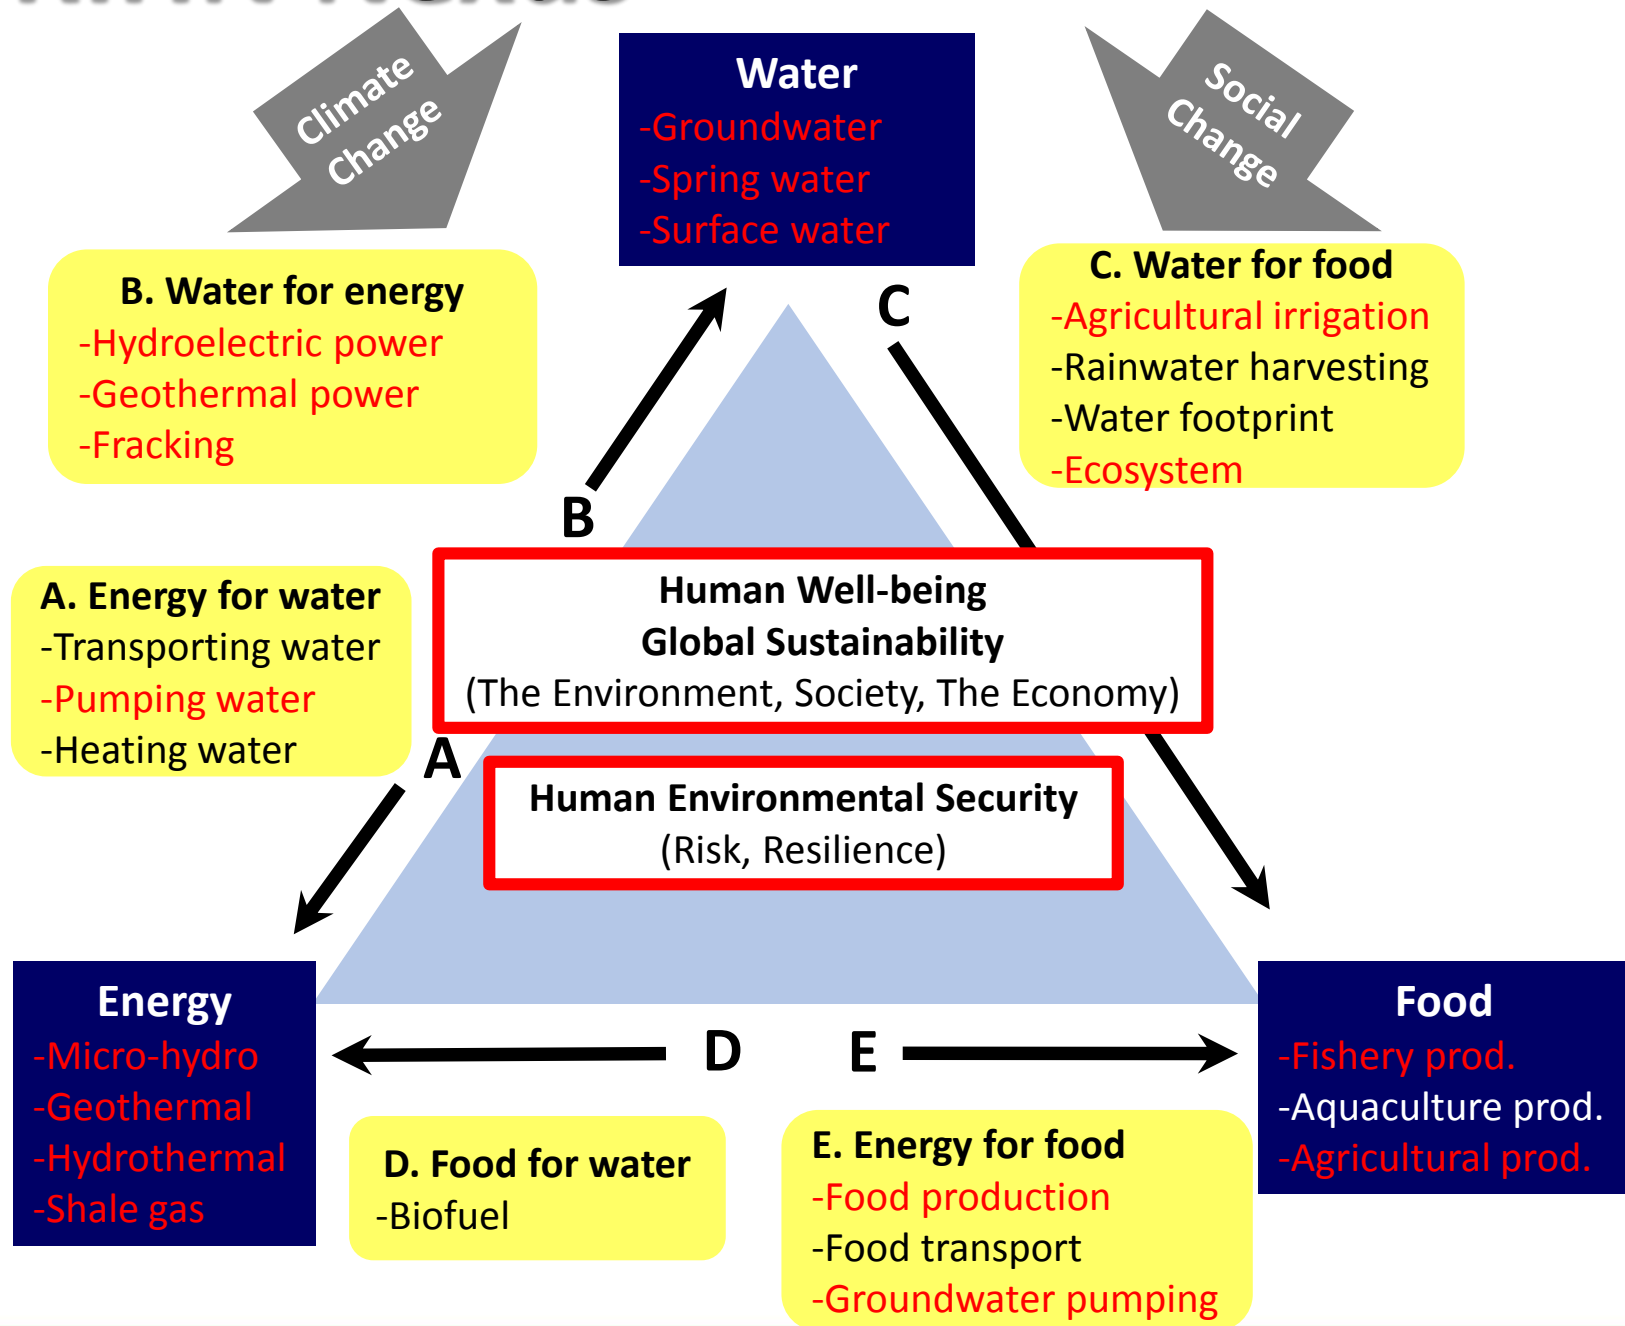 Nexus
Climate
Change
Social
Change
Water
-Groundwater
-Spring water
-Surface water
B. Water for energy
-Hydroelectric power
-Geothermal power
-Fracking
C. Water for food
-Agricultural irrigation
-Rainwater harvesting
-Water footprint
-Ecosystem
C
B
A. Energy for water
-Transporting water
-Pumping water
-Heating water
Human Well-being
Global Sustainability
(The Environment, Society, The Economy)
A
Human Environmental Security
(Risk, Resilience)
Energy
-Micro-hydro
-Geothermal
-Hydrothermal
-Shale gas
D
E
Food
-Fishery prod.
-Aquaculture prod.
-Agricultural prod.
D. Food for water
-Biofuel
E. Energy for food
-Food production
-Food transport
-Groundwater pumping